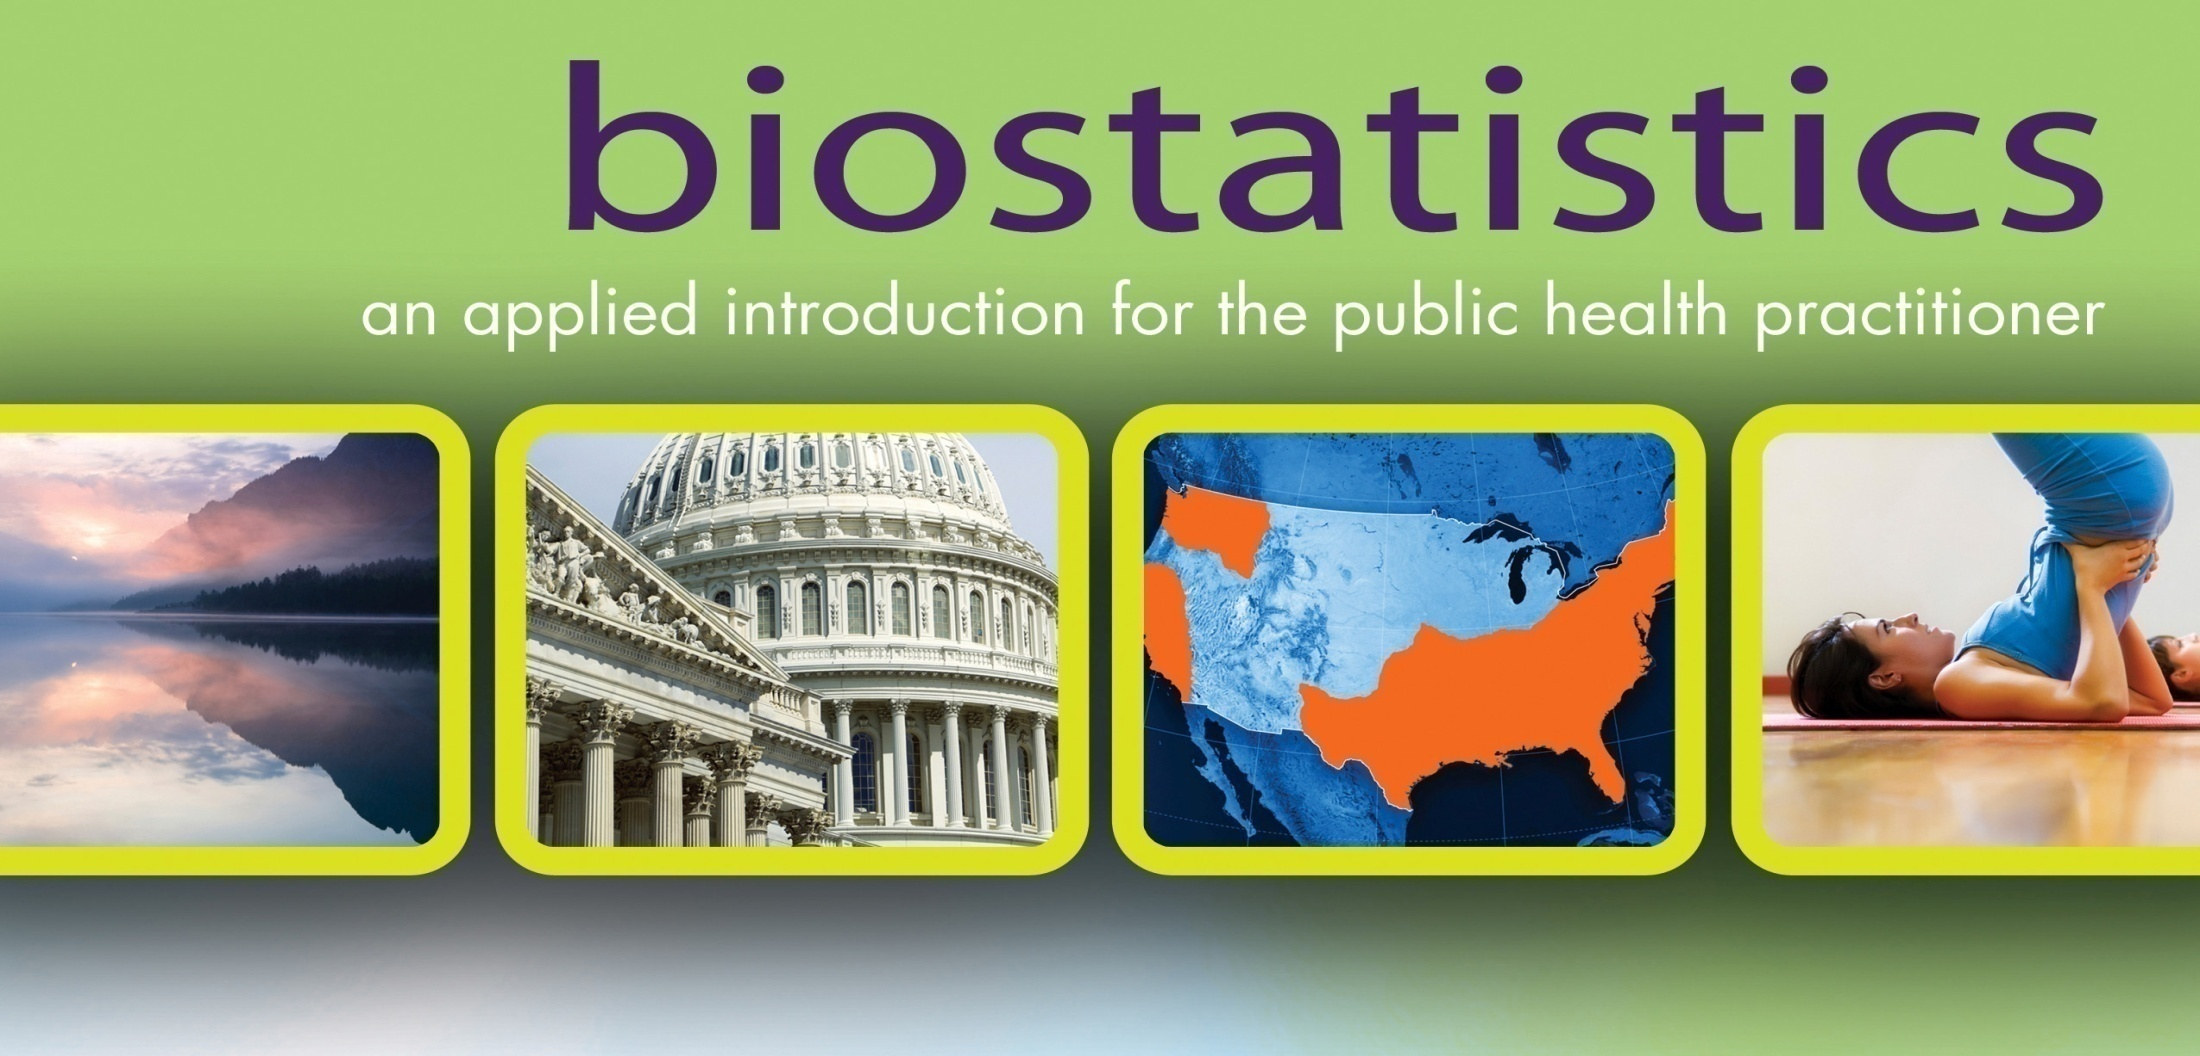 biostatistics
an applied introduction for the public health practitioner